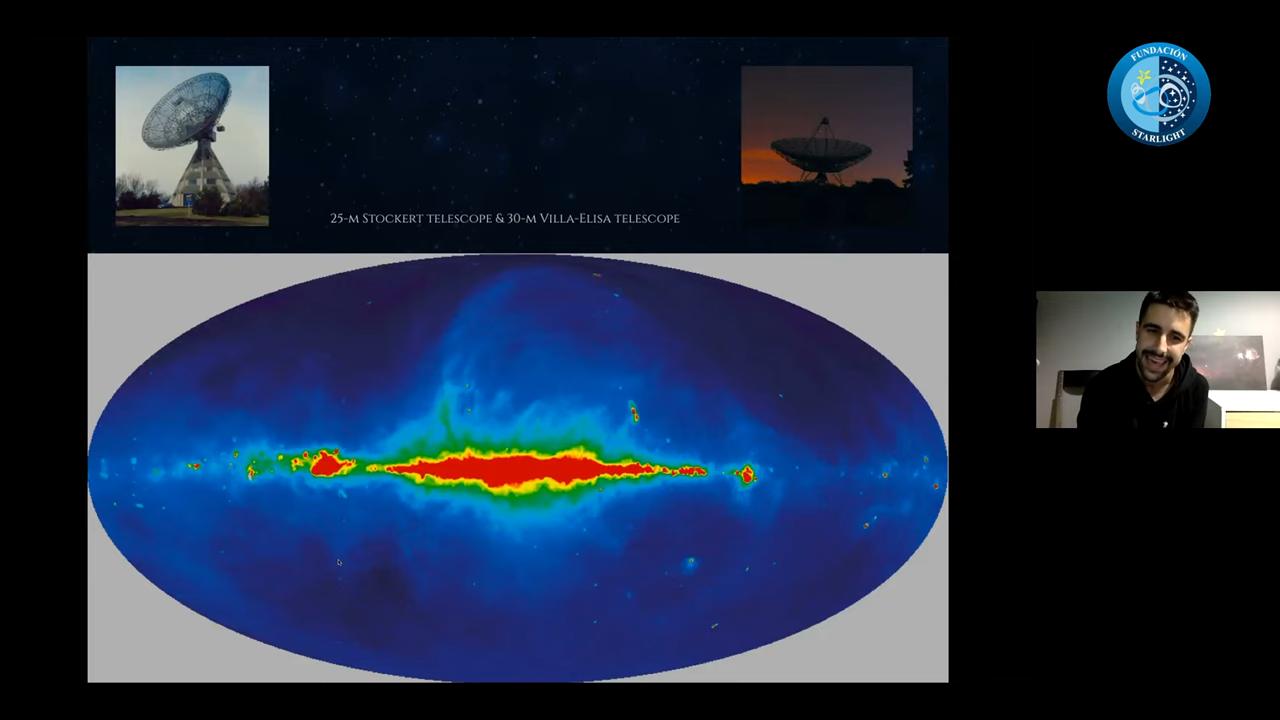 FUNDACIÓN
STARLIGHT
25-m Stockert telescope & 30-m Villa-Elisa telescope